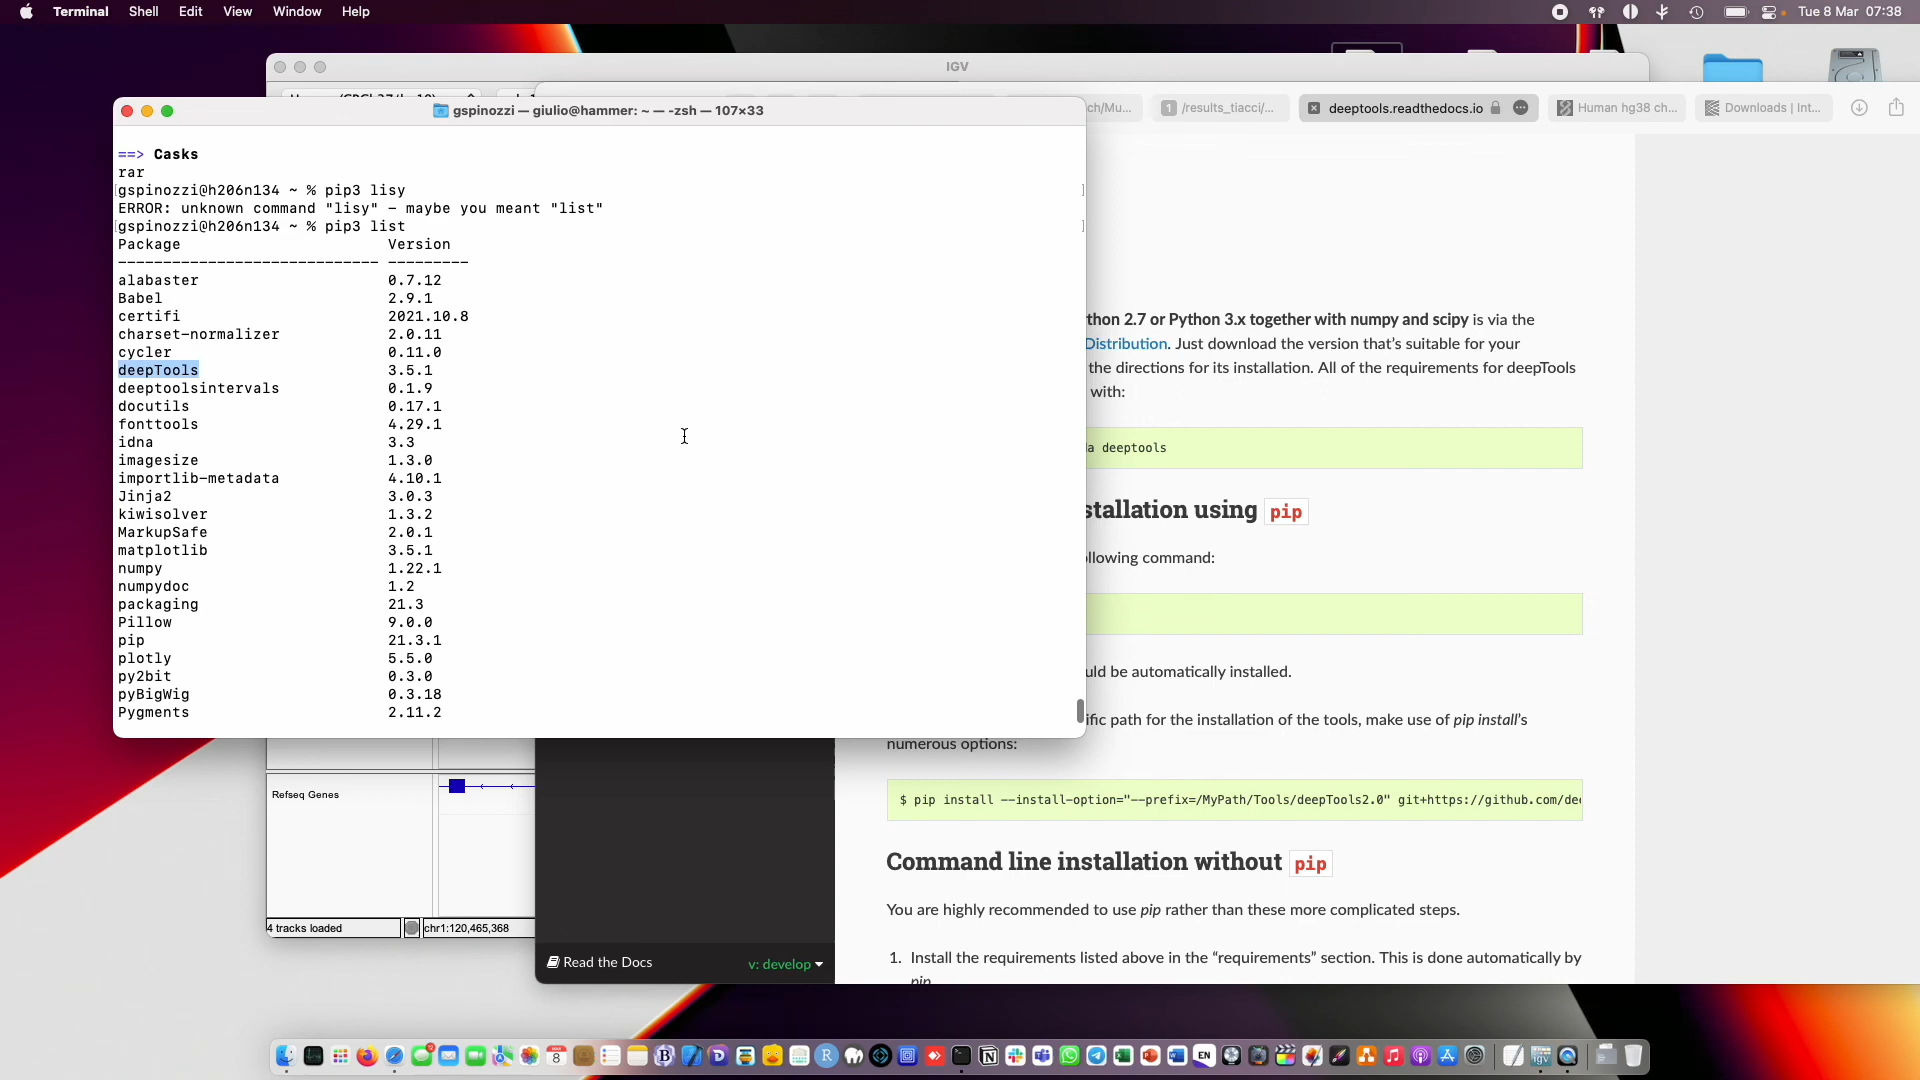 Terminal Shell Edit View Window Help
Tue 8 Mar 07:38
IGV
gspinozzi — giulio@hammer: ~ — -zsh — 107×33
ch/Mu...
1 /results_tiacci/...
deeptools.readthedocs.io
Human hg38 ch...
Downloads | Int...
==> Casks
rar
[gspinozzi@h206n134 ~ % pip3 lisy ]
ERROR: unknown command "lisy" - maybe you meant "list"
[gspinozzi@h206n134 ~ % pip3 list ]
Package Version
----------------------------- ---------
alabaster 0.7.12
Babel 2.9.1
certifi 2021.10.8
charset-normalizer 2.0.11
cycler 0.11.0
deepTools 3.5.1
deeptoolsintervals 0.1.9
docutils 0.17.1
fonttools 4.29.1
idna 3.3
imagesize 1.3.0
importlib-metadata 4.10.1
Jinja2 3.0.3
kiwisolver 1.3.2
MarkupSafe 2.0.1
matplotlib 3.5.1
numpy 1.22.1
numpydoc 1.2
packaging 21.3
Pillow 9.0.0
pip 21.3.1
plotly 5.5.0
py2bit 0.3.0
pyBigWig 0.3.18
Pygments 2.11.2
thon 2.7 or Python 3.x together with numpy and scipy is via the
Distribution. Just download the version that's suitable for your
the directions for its installation. All of the requirements for deepTools
with:
a deeptools
stallation using pip
llowing command:
uld be automatically installed.
ific path for the installation of the tools, make use of pip install's
numerous options:
$ pip install --install-option="--prefix=/MyPath/Tools/deepTools2.0" git+https://github.com/dee
Command line installation without pip
You are highly recommended to use pip rather than these more complicated steps.
1. Install the requirements listed above in the “requirements” section. This is done automatically by
pip
Refseq Genes
4 tracks loaded
chr1:120,465,368
Read the Docs
v: develop